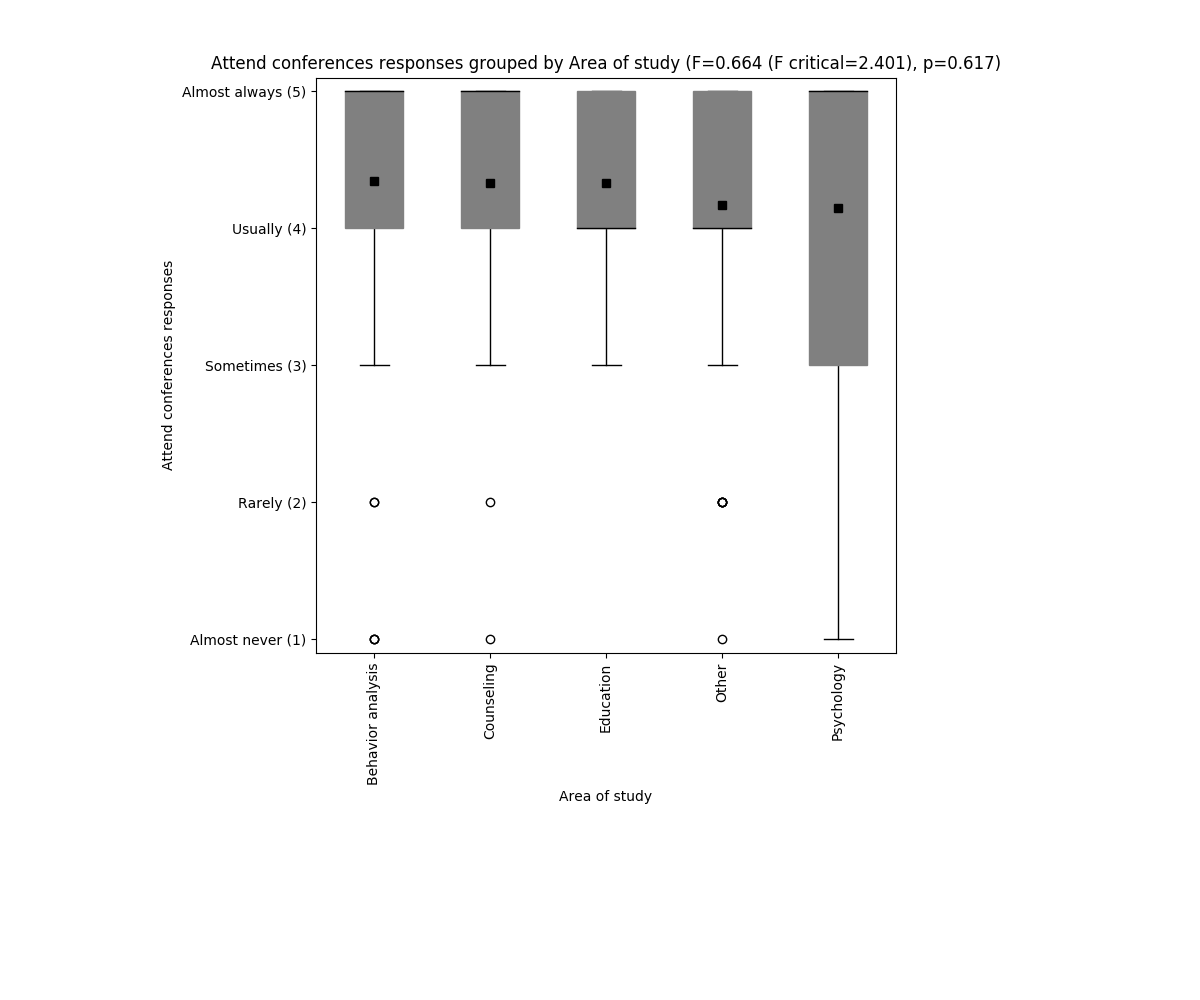 Attend conferences responses grouped by Area of study (F=0.664 (F critical=2.401), p=0.617)
Almost always (5)
Usually (4)
Sometimes (3)
Rarely (2)
Almost never (1)
Attend conferences responses
Behavior analysis
Counseling
Education
Other
Psychology
Area of study